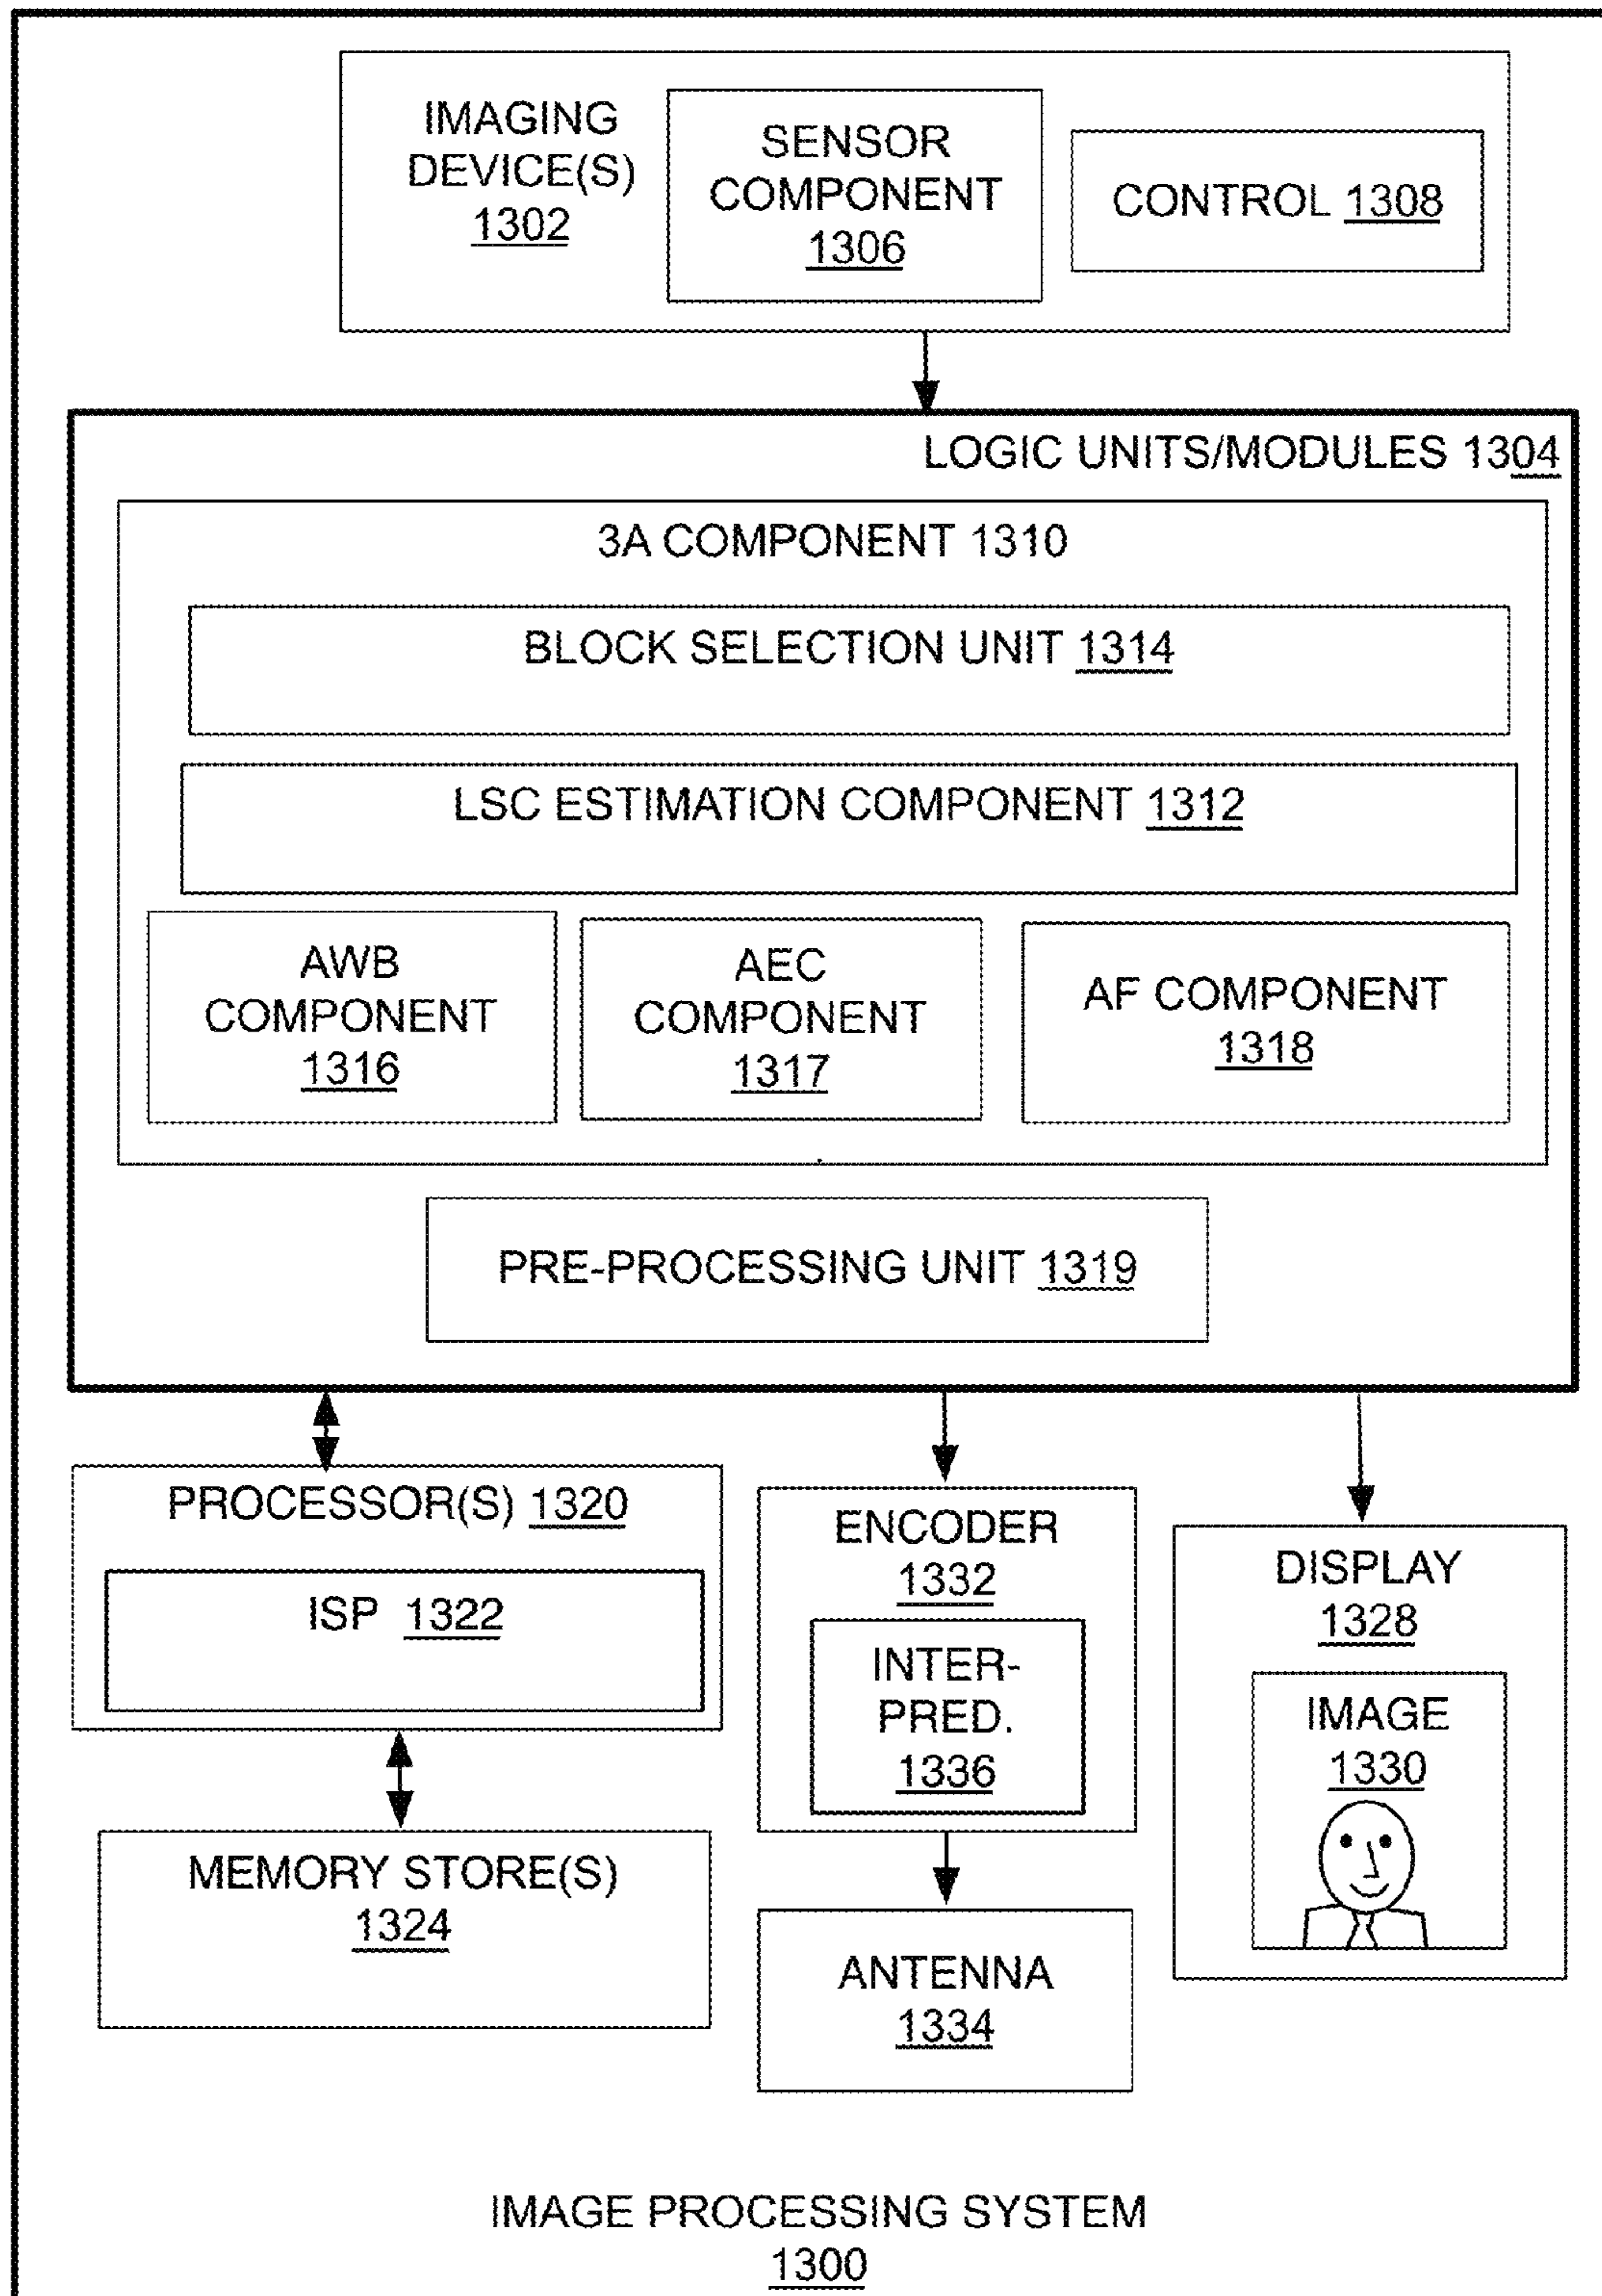 IMAGING
DEVICE(S)
1302
SENSOR
COMPONENT
1306
CONTROL 1308
LOGIC UNITS/MODULES 1304
3A COMPONENT 1310
BLOCK SELECTION UNIT 1314
LSC ESTIMATION COMPONENT 1312
AWB
COMPONENT
1316
AEC
COMPONENT
1317
AF COMPONENT
1318
PRE-PROCESSING UNIT 1319
PROCESSOR(S) 1320
ISP 1322
MEMORY STORE(S)
1324
ENCODER
1332
INTER-
PRED.
1336
ANTENNA
1334
DISPLAY
1328
IMAGE
1330
IMAGE PROCESSING SYSTEM
1300